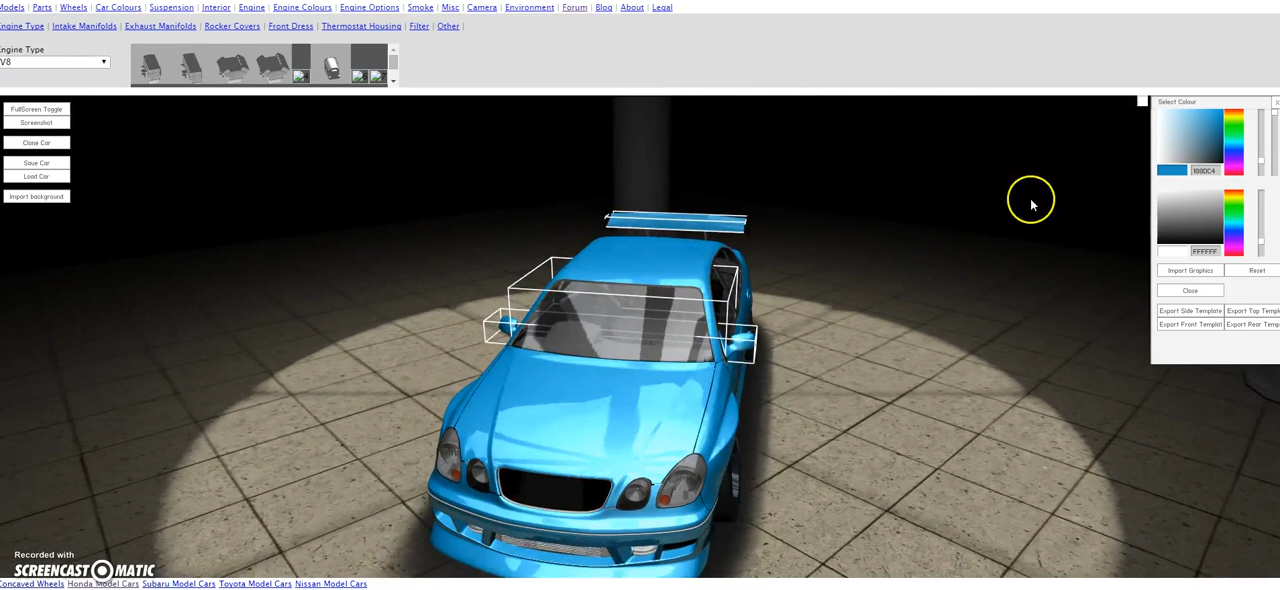 Models | Parts | Wheels | Car Colours | Suspension | Interior | Engine | Engine Colours | Engine Options | Smoke | Misc | Camera | Environment | Forum | Blog | About | Legal
Engine Type | Intake Manifolds | Exhaust Manifolds | Rocker Covers | Front Dress | Thermostat Housing | Filter | Other |
Engine Type
V8
FullScreen Toggle
Screenshot
Clone Car
Save Car
Load Car
Import background
Select Colour
X
188DC4
FFFFFF
Import Graphics
Reset
Close
Export Side Template
Export Top Templ
Export Front Templat
Export Rear Temp
Recorded with
SCREENCAST-O-MATIC
Concaved Wheels | Honda Model Cars | Subaru Model Cars | Toyota Model Cars | Nissan Model Cars